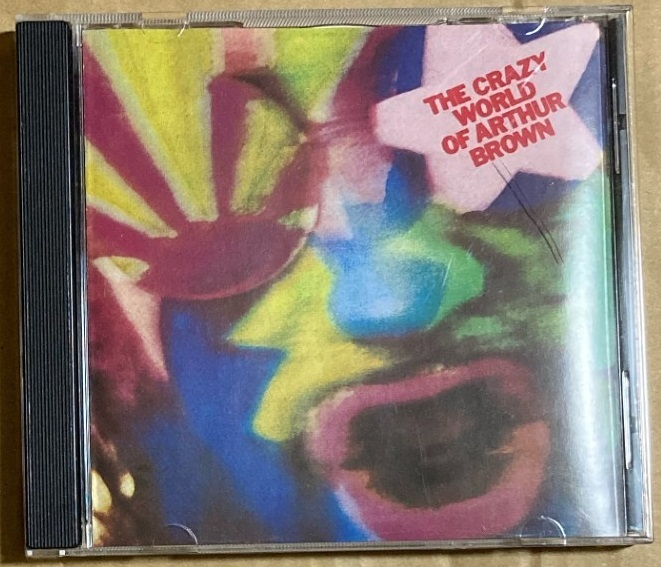 THE CRAZY
WORLD
OF ARTHUR
BROWN